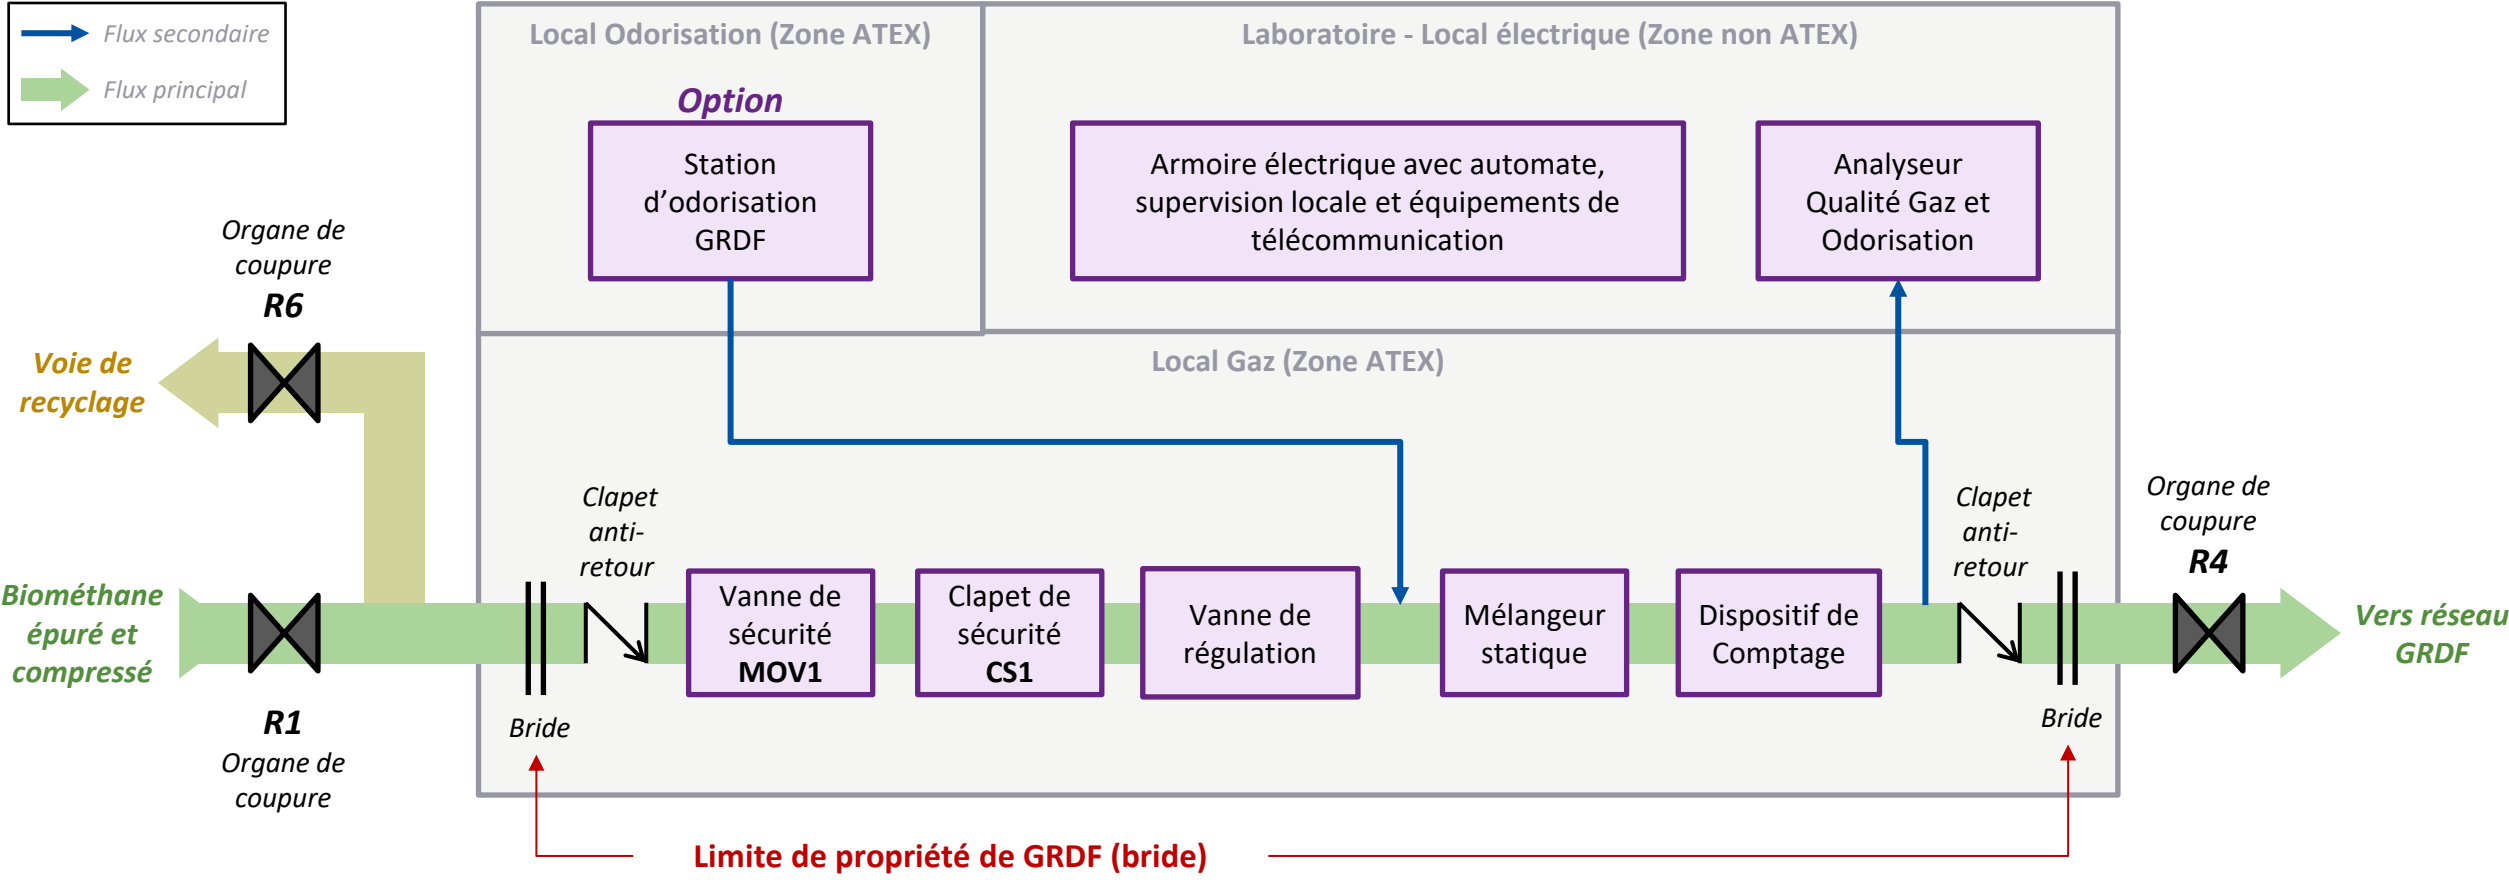 Flux secondaire
Flux principal
Local Odorisation (Zone ATEX)
Laboratoire - Local électrique (Zone non ATEX)
Option
Station
d’odorisation
GRDF
Armoire électrique avec automate,
supervision locale et équipements de
télécommunication
Analyseur
Qualité Gaz et
Odorisation
Organe de
coupure
R6
Voie de
recyclage
Local Gaz (Zone ATEX)
Clapet
anti-
retour
Clapet
anti-
retour
Organe de
coupure
R4
Biométhane
épuré et
compressé
Vanne de
sécurité
MOV1
Clapet de
sécurité
CS1
Vanne de
régulation
Mélangeur
statique
Dispositif de
Comptage
Vers réseau
GRDF
R1
Organe de
coupure
Bride
Bride
Limite de propriété de GRDF (bride)